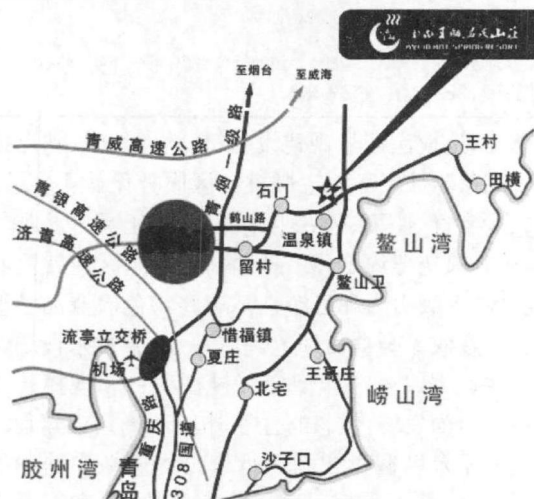 至烟台
至威海
青烟一级路
青威高速公路
王村
田横
石门
青银高速公路
鹤山路
温泉镇
鳌山湾
济青高速公路
留村
鳌山卫
惜福镇
流亭立交桥
机场
夏庄
王哥庄
北宅
崂山湾
重庆路
308国道
沙子口
胶州湾
青岛